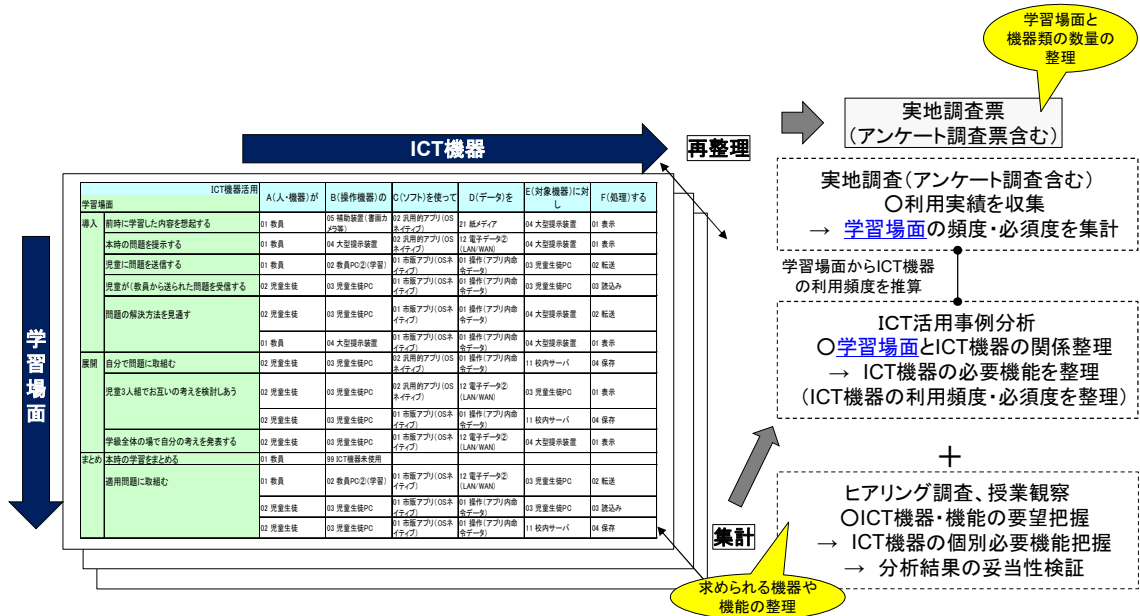 学習場面と
機器類の数量の
整理
ICT機器
再整理
実地調査票
(アンケート調査票含む)
実地調査(アンケート調査含む)
○利用実績を収集
→ 学習場面の頻度・必須度を集計
学習場面からICT機器
の利用頻度を推算
ICT活用事例分析
○学習場面とICT機器の関係整理
→ ICT機器の必要機能を整理
(ICT機器の利用頻度・必須度を整理)
+
ヒアリング調査、授業観察
○ICT機器・機能の要望把握
→ ICT機器の個別必要機能把握
→ 分析結果の妥当性検証
集計
求められる機器や
機能の整理
学習場面
ICT機器活用
学習場面
A(人・機器)が
B(操作機器)の
C(ソフト)を使って
D(データ)を
E(対象機器)に対し
F(処理)する
導入 前時に学習した内容を想起する 01 教員 05 補助装置(書画カメラ等) 02 汎用的アプリ(OSネイティブ) 21 紙メディア 04 大型提示装置 01 表示
本時の問題を提示する 01 教員 04 大型提示装置 02 汎用的アプリ(OSネイティブ) 12 電子データ②(LAN/WAN) 04 大型提示装置 01 表示
児童に問題を送信する 01 教員 02 教員PC②(学習) 01 市販アプリ(OSネイティブ) 01 操作(アプリ内命令データ) 03 児童生徒PC 02 転送
児童が(教員から送られた問題を受信する 02 児童生徒 03 児童生徒PC 01 市販アプリ(OSネイティブ) 01 操作(アプリ内命令データ) 03 児童生徒PC 03 読込み
問題の解決方法を見通す 02 児童生徒 03 児童生徒PC 01 市販アプリ(OSネイティブ) 01 操作(アプリ内命令データ) 04 大型提示装置 02 転送
01 教員 04 大型提示装置 01 市販アプリ(OSネイティブ) 01 操作(アプリ内命令データ) 04 大型提示装置 01 表示
展開 自分で問題に取組む 02 児童生徒 03 児童生徒PC 02 汎用的アプリ(OSネイティブ) 01 操作(アプリ内命令データ) 11 校内サーバ 04 保存
児童3人組でお互いの考えを検討しあう 02 児童生徒 03 児童生徒PC 02 汎用的アプリ(OSネイティブ) 12 電子データ②(LAN/WAN) 03 児童生徒PC 01 表示
02 児童生徒 03 児童生徒PC 01 市販アプリ(OSネイティブ) 01 操作(アプリ内命令データ) 11 校内サーバ 04 保存
学級全体の場で自分の考えを発表する 02 児童生徒 03 児童生徒PC 01 市販アプリ(OSネイティブ) 12 電子データ②(LAN/WAN) 04 大型提示装置 01 表示
まとめ 本時の学習をまとめる 01 教員 99 ICT機器未使用
適用問題に取組む 01 教員 02 教員PC②(学習) 01 市販アプリ(OSネイティブ) 12 電子データ②(LAN/WAN) 03 児童生徒PC 02 転送
02 児童生徒 03 児童生徒PC 01 市販アプリ(OSネイティブ) 01 操作(アプリ内命令データ) 03 児童生徒PC 03 読込み
02 児童生徒 03 児童生徒PC 01 市販アプリ(OSネイティブ) 01 操作(アプリ内命令データ) 11 校内サーバ 04 保存